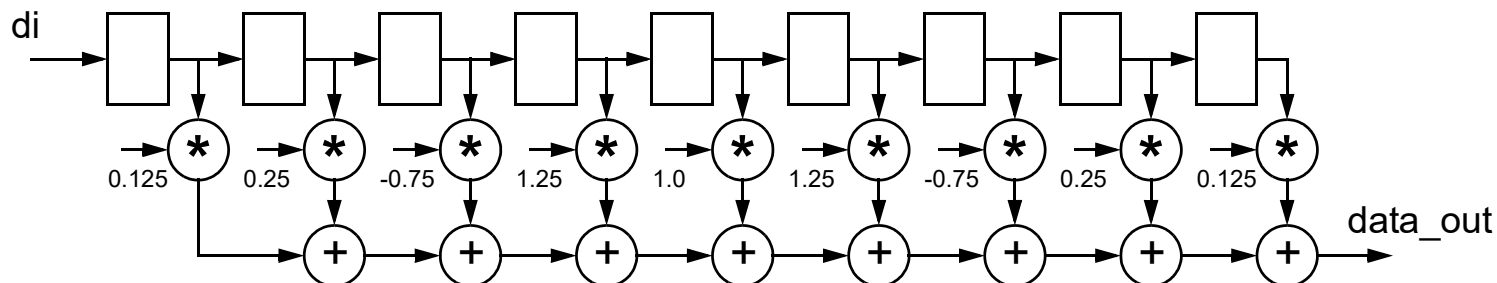 di
* * * * * * * * *
0.125 0.25 -0.75 1.25 1.0 1.25 -0.75 0.25 0.125
data_out
+ + + + + + + +